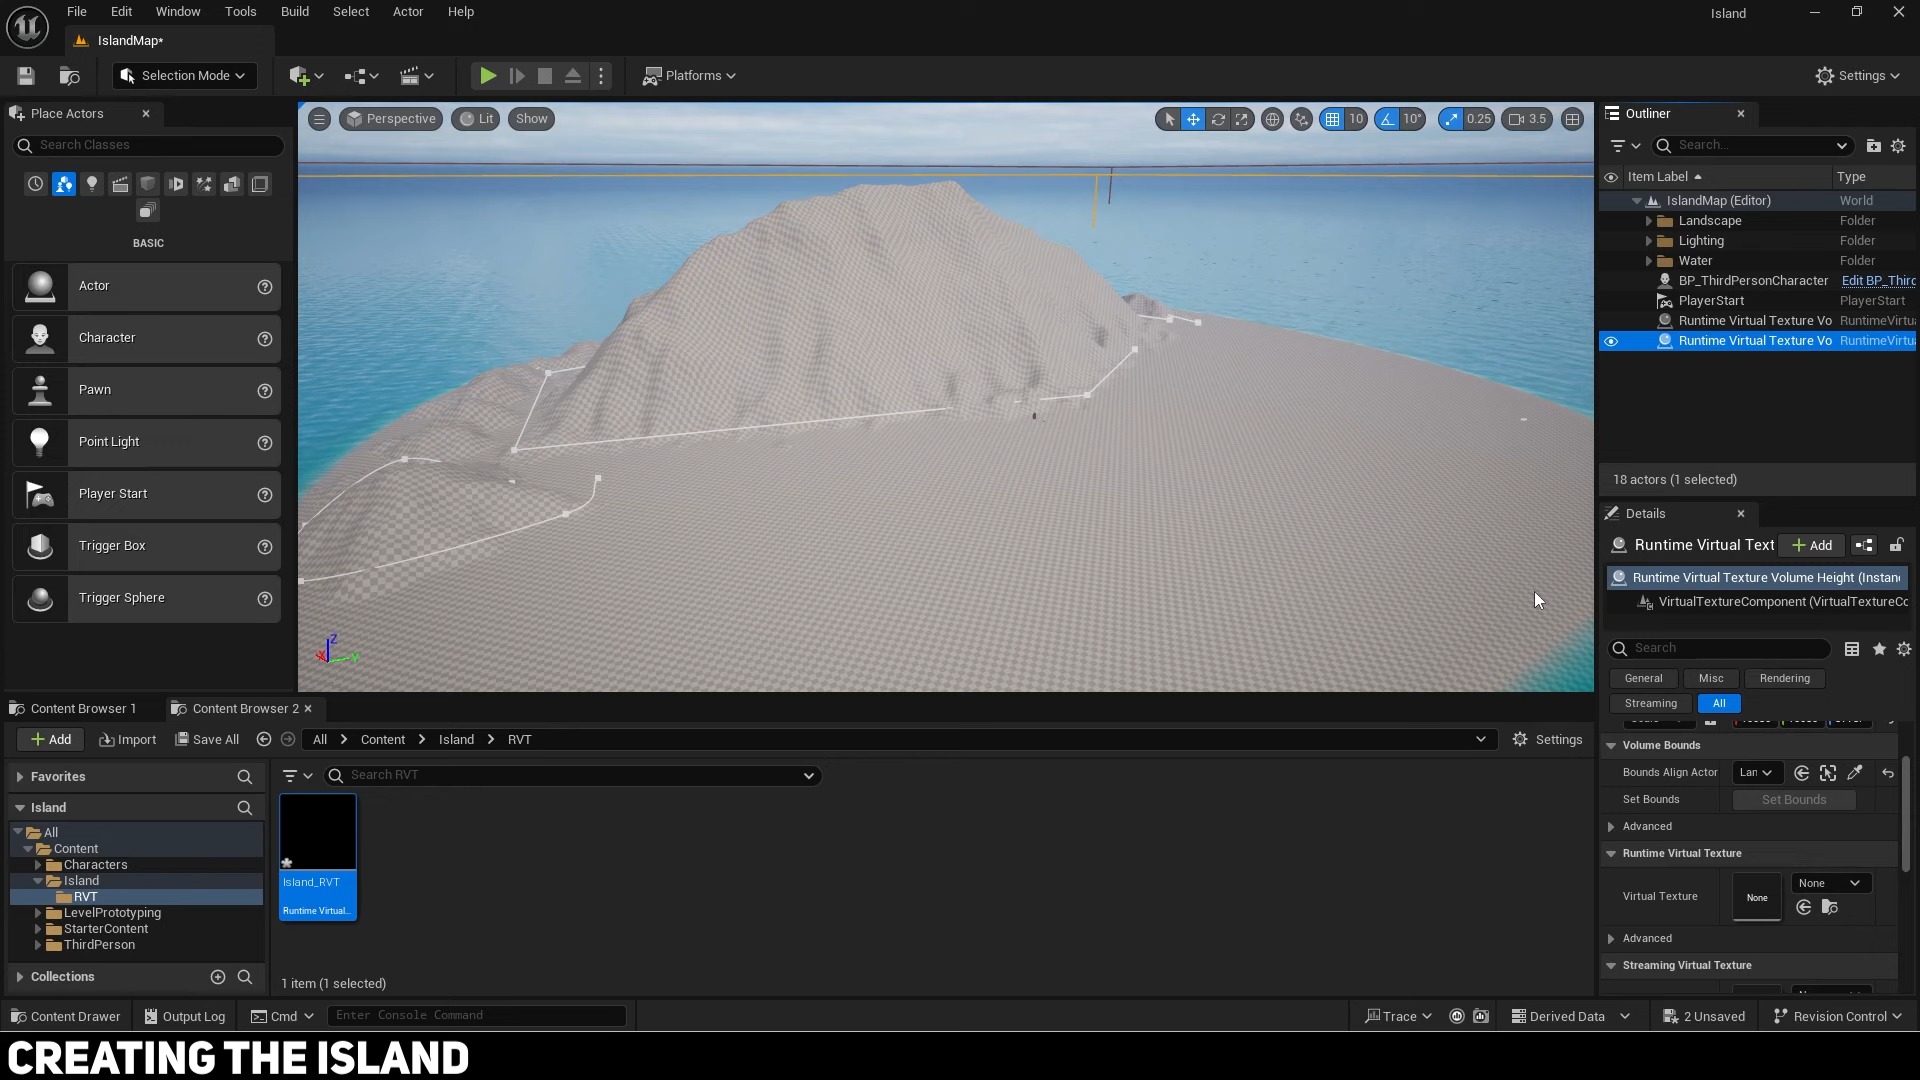 File Edit Window Tools Build Select Actor Help
Island
IslandMap*
Selection Mode
Platforms
Settings
Place Actors
Search Classes
BASIC
Actor
Character
Pawn
Point Light
Player Start
Trigger Box
Trigger Sphere
Perspective
Lit
Show
10
10°
0.25
3.5
Z
X
Y
Outliner
Search...
Item Label
Type
IslandMap (Editor) World
Landscape Folder
Lighting Folder
Water Folder
BP_ThirdPersonCharacter Edit BP_Thirc
PlayerStart PlayerStart
Runtime Virtual Texture Vo RuntimeVirtua
Runtime Virtual Texture Vo RuntimeVirtua
18 actors (1 selected)
Details
Runtime Virtual Text
Add
Runtime Virtual Texture Volume Height (Instanc
VirtualTextureComponent (VirtualTextureCc
Search
General
Misc
Rendering
Streaming
All
Volume Bounds
Bounds Align Actor
Lan
Set Bounds
Set Bounds
Advanced
Runtime Virtual Texture
Virtual Texture
None
None
Advanced
Streaming Virtual Texture
Content Browser 1
Content Browser 2
Add
Import
Save All
All
Content
Island
RVT
Settings
Favorites
Search RVT
Island
All
Content
Characters
Island
RVT
LevelPrototyping
StarterContent
ThirdPerson
Collections
Island_RVT
Runtime Virtual...
1 item (1 selected)
Content Drawer
Output Log
Cmd
Enter Console Command
Trace
Derived Data
2 Unsaved
Revision Control
CREATING THE ISLAND